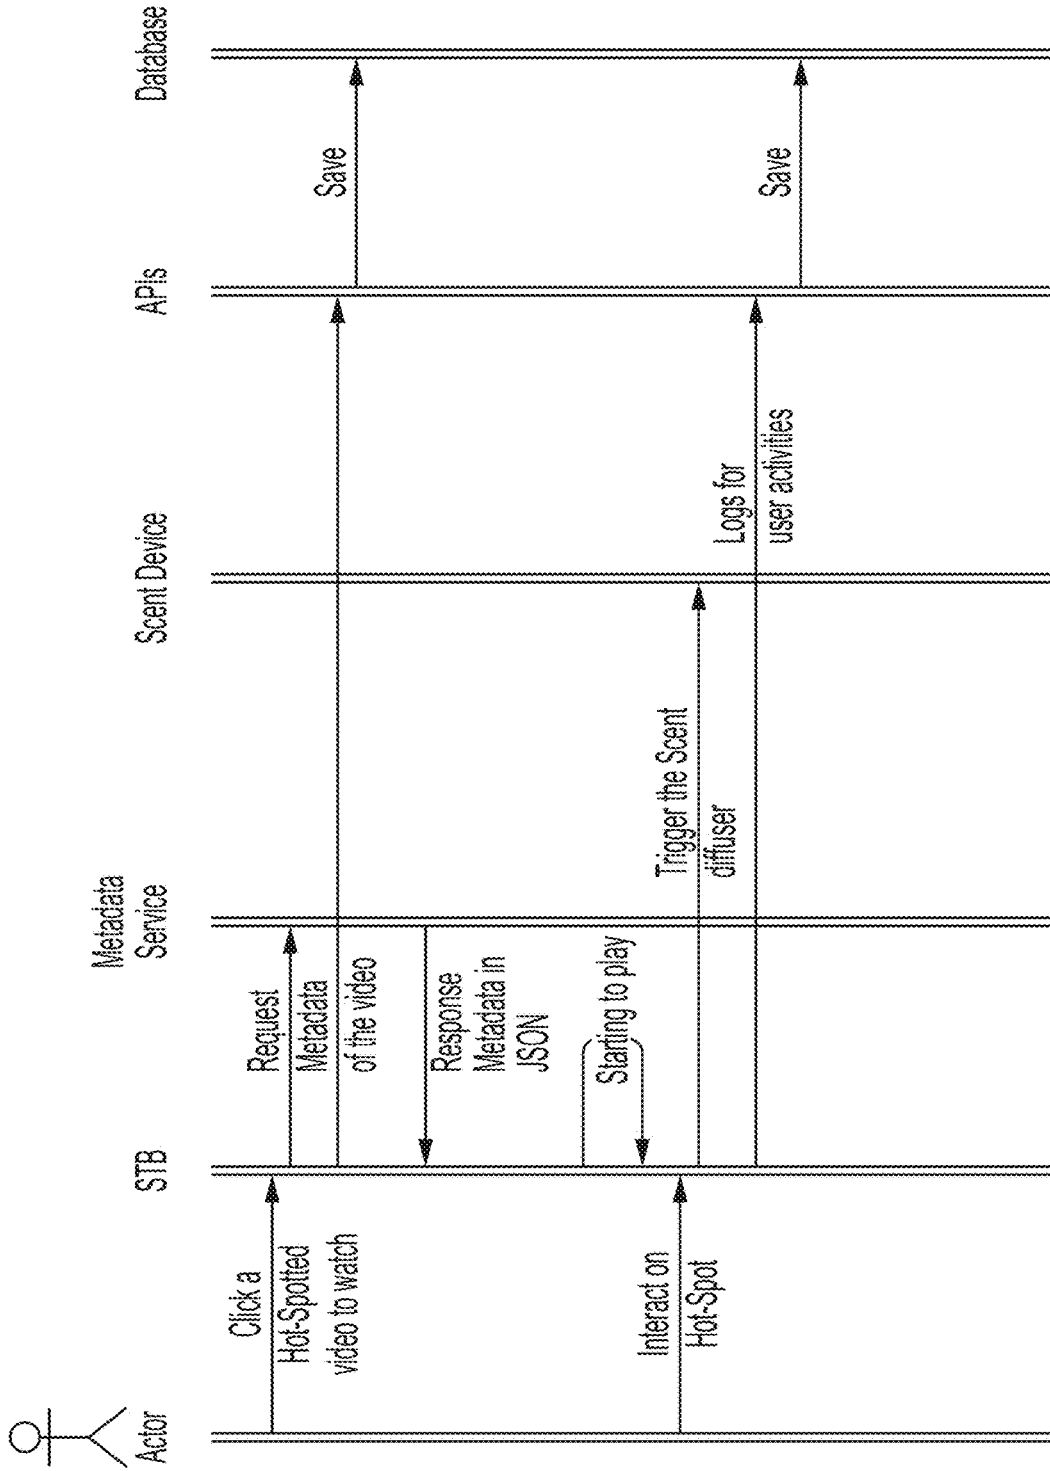 Actor
STB
Metadata
Service
Scent Device
APIs
Database
Click a
Hot-Spotted
video to watch
Request
Metadata
of the video
Save
Response
Metadata in
JSON
Starting to play
Interact on
Hot-Spot
Trigger the Scent
diffuser
Logs for
user activities
Save